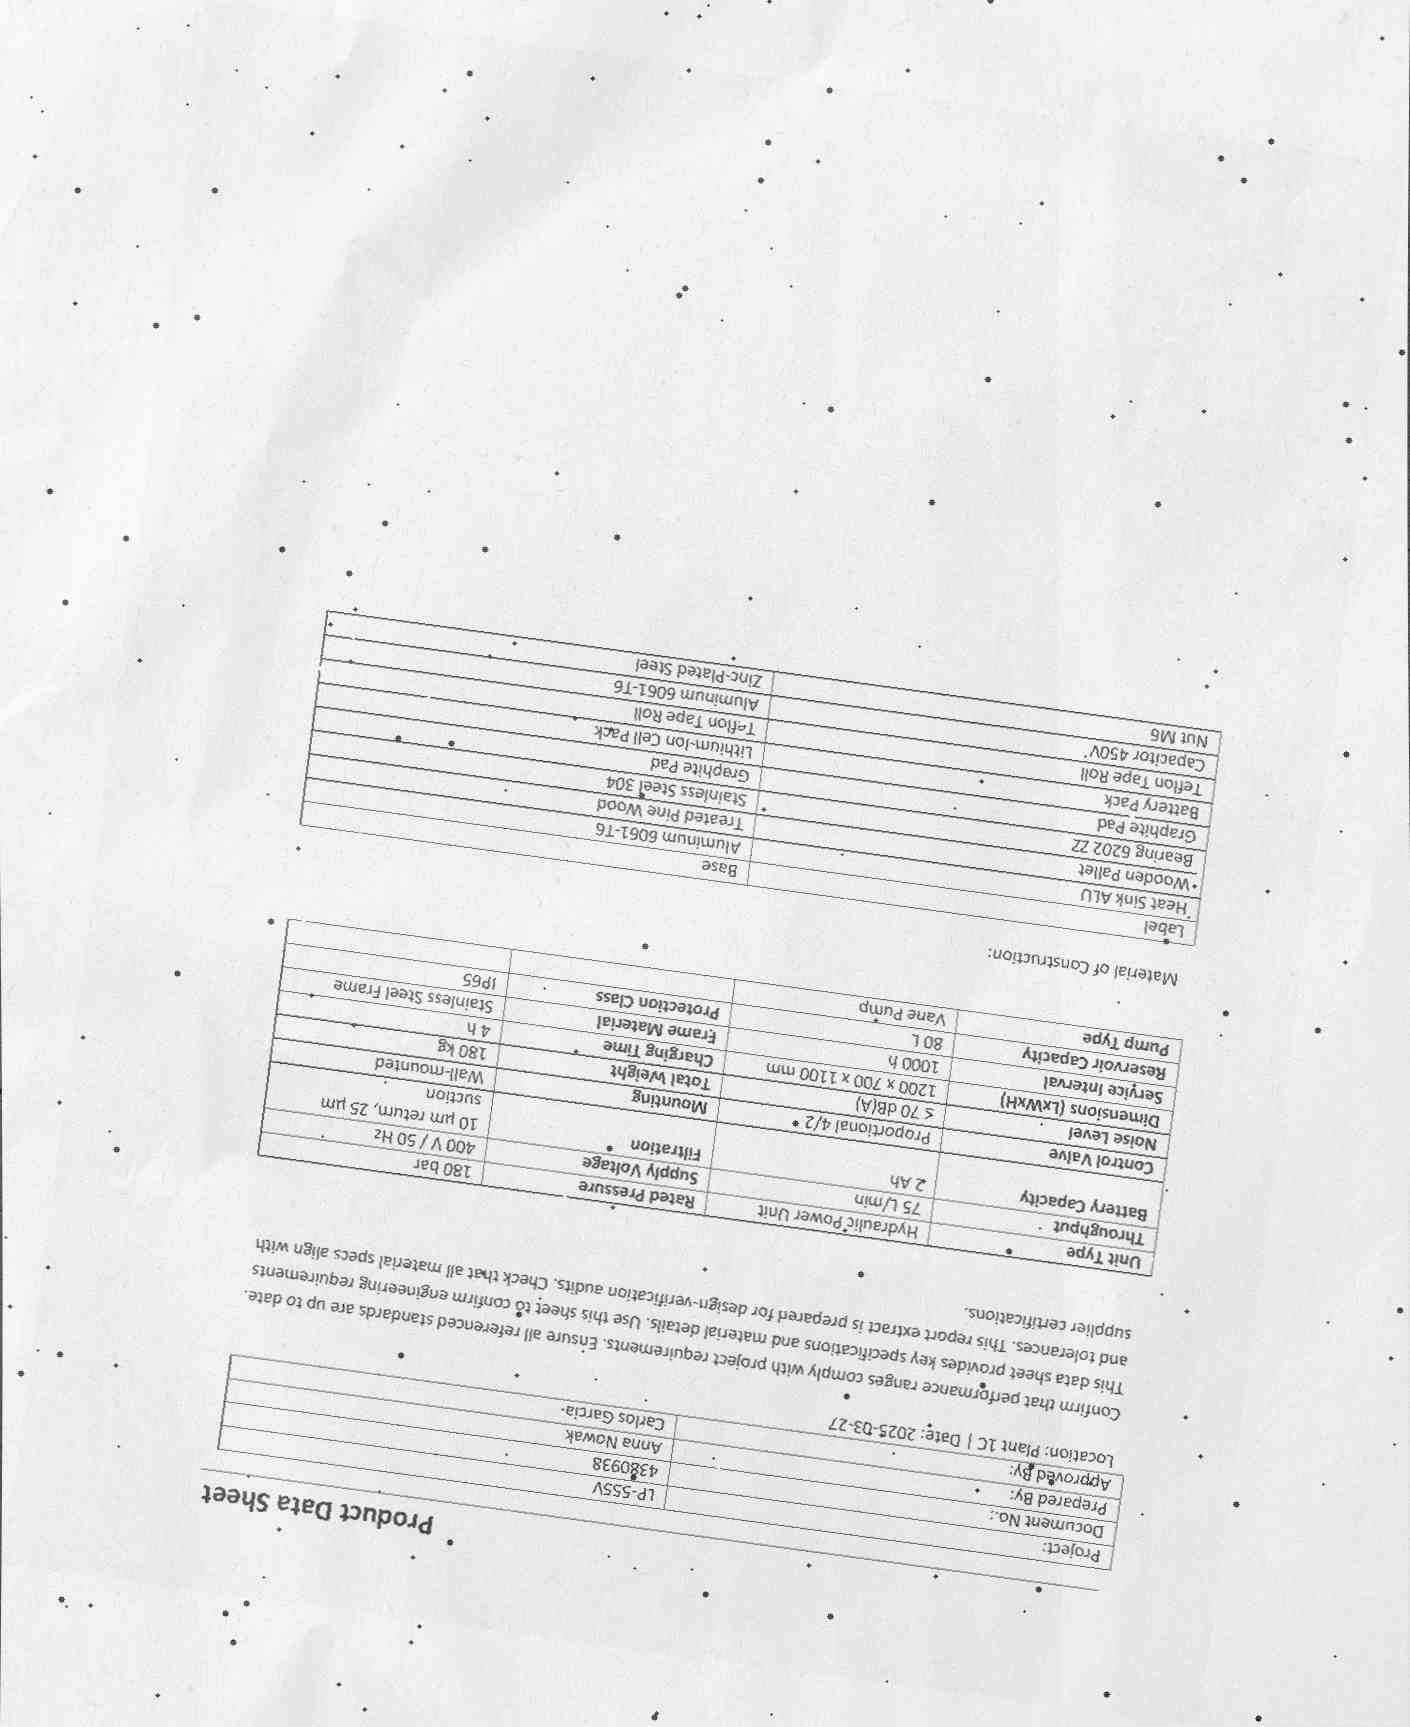 Product Data Sheet
Project: LP-555V
Document No.: 4380938
Prepared By: Anna Nowak
Approved By: Carlos Garcia
Location: Plant 1C | Date: 2025-03-27
Confirm that performance ranges comply with project requirements. Ensure all referenced standards are up to date.
This data sheet provides key specifications and material details. Use this sheet to confirm engineering requirements
and tolerances. This report extract is prepared for design-verification audits. Check that all material specs align with
supplier certifications.
Unit Type Hydraulic Power Unit Rated Pressure 180 bar
Throughput 75 L/min Supply Voltage 400 V / 50 Hz
Battery Capacity 2 Ah Filtration 10 µm return, 25 µm
suction
Control Valve Proportional 4/2 Mounting Wall-mounted
Noise Level ≤ 70 dB(A) Total Weight 180 kg
Dimensions (LxWxH) 1200 x 700 x 1100 mm Charging Time 4 h
Service Interval 1000 h Frame Material Stainless Steel Frame
Reservoir Capacity 80 L Protection Class IP65
Pump Type Vane Pump
Material of Construction:
Label Base
Heat Sink ALU Aluminum 6061-T6
Wooden Pallet Treated Pine Wood
Bearing 6202 ZZ Stainless Steel 304
Graphite Pad Graphite Pad
Battery Pack Lithium-Ion Cell Pack
Teflon Tape Roll Teflon Tape Roll
Capacitor 450V Aluminum 6061-T6
Nut M6 Zinc-Plated Steel